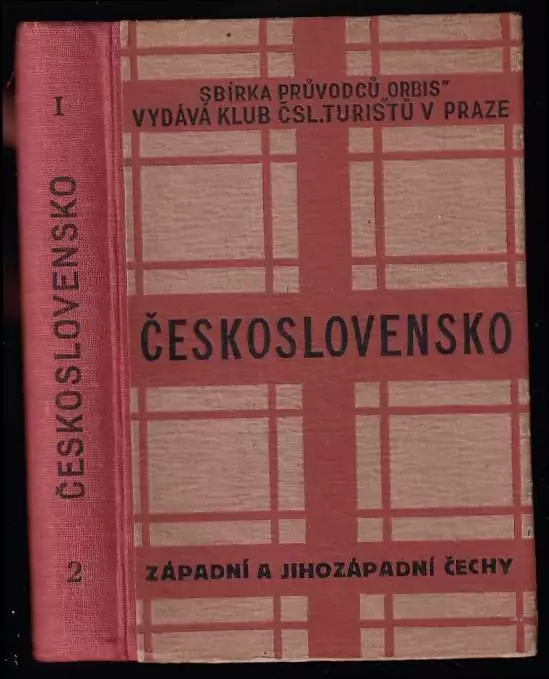 I
ČESKOSLOVENSKO
2
SBÍRKA PRŮVODCŮ „ORBIS"
VYDÁVÁ KLUB ČSL. TURISTŮ V PRAZE
ČESKOSLOVENSKO
ZÁPADNÍ A JIHOZÁPADNÍ ČECHY